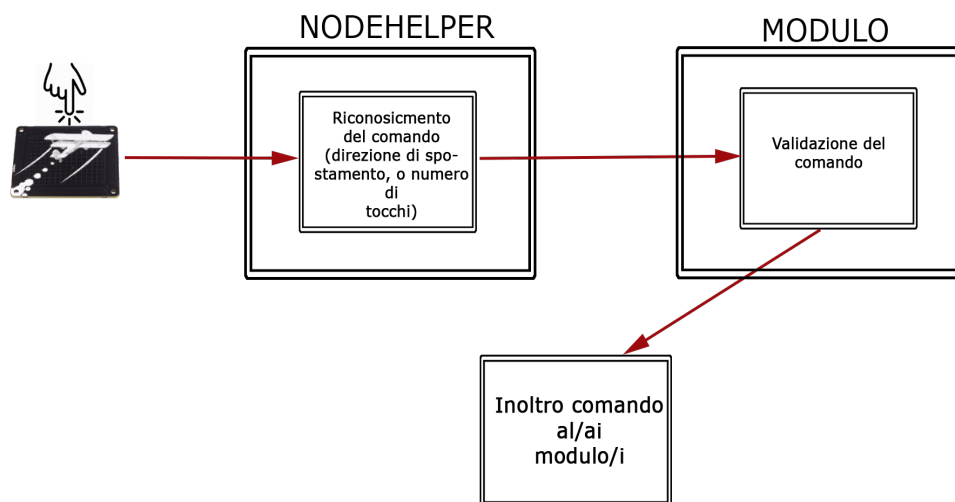 NODEHELPER
Riconosicmento
del comando
(direzione di spo-
stamento, o numero
di
tocchi)
MODULO
Validazione del
comando
Inoltro comando
al/ai
modulo/i